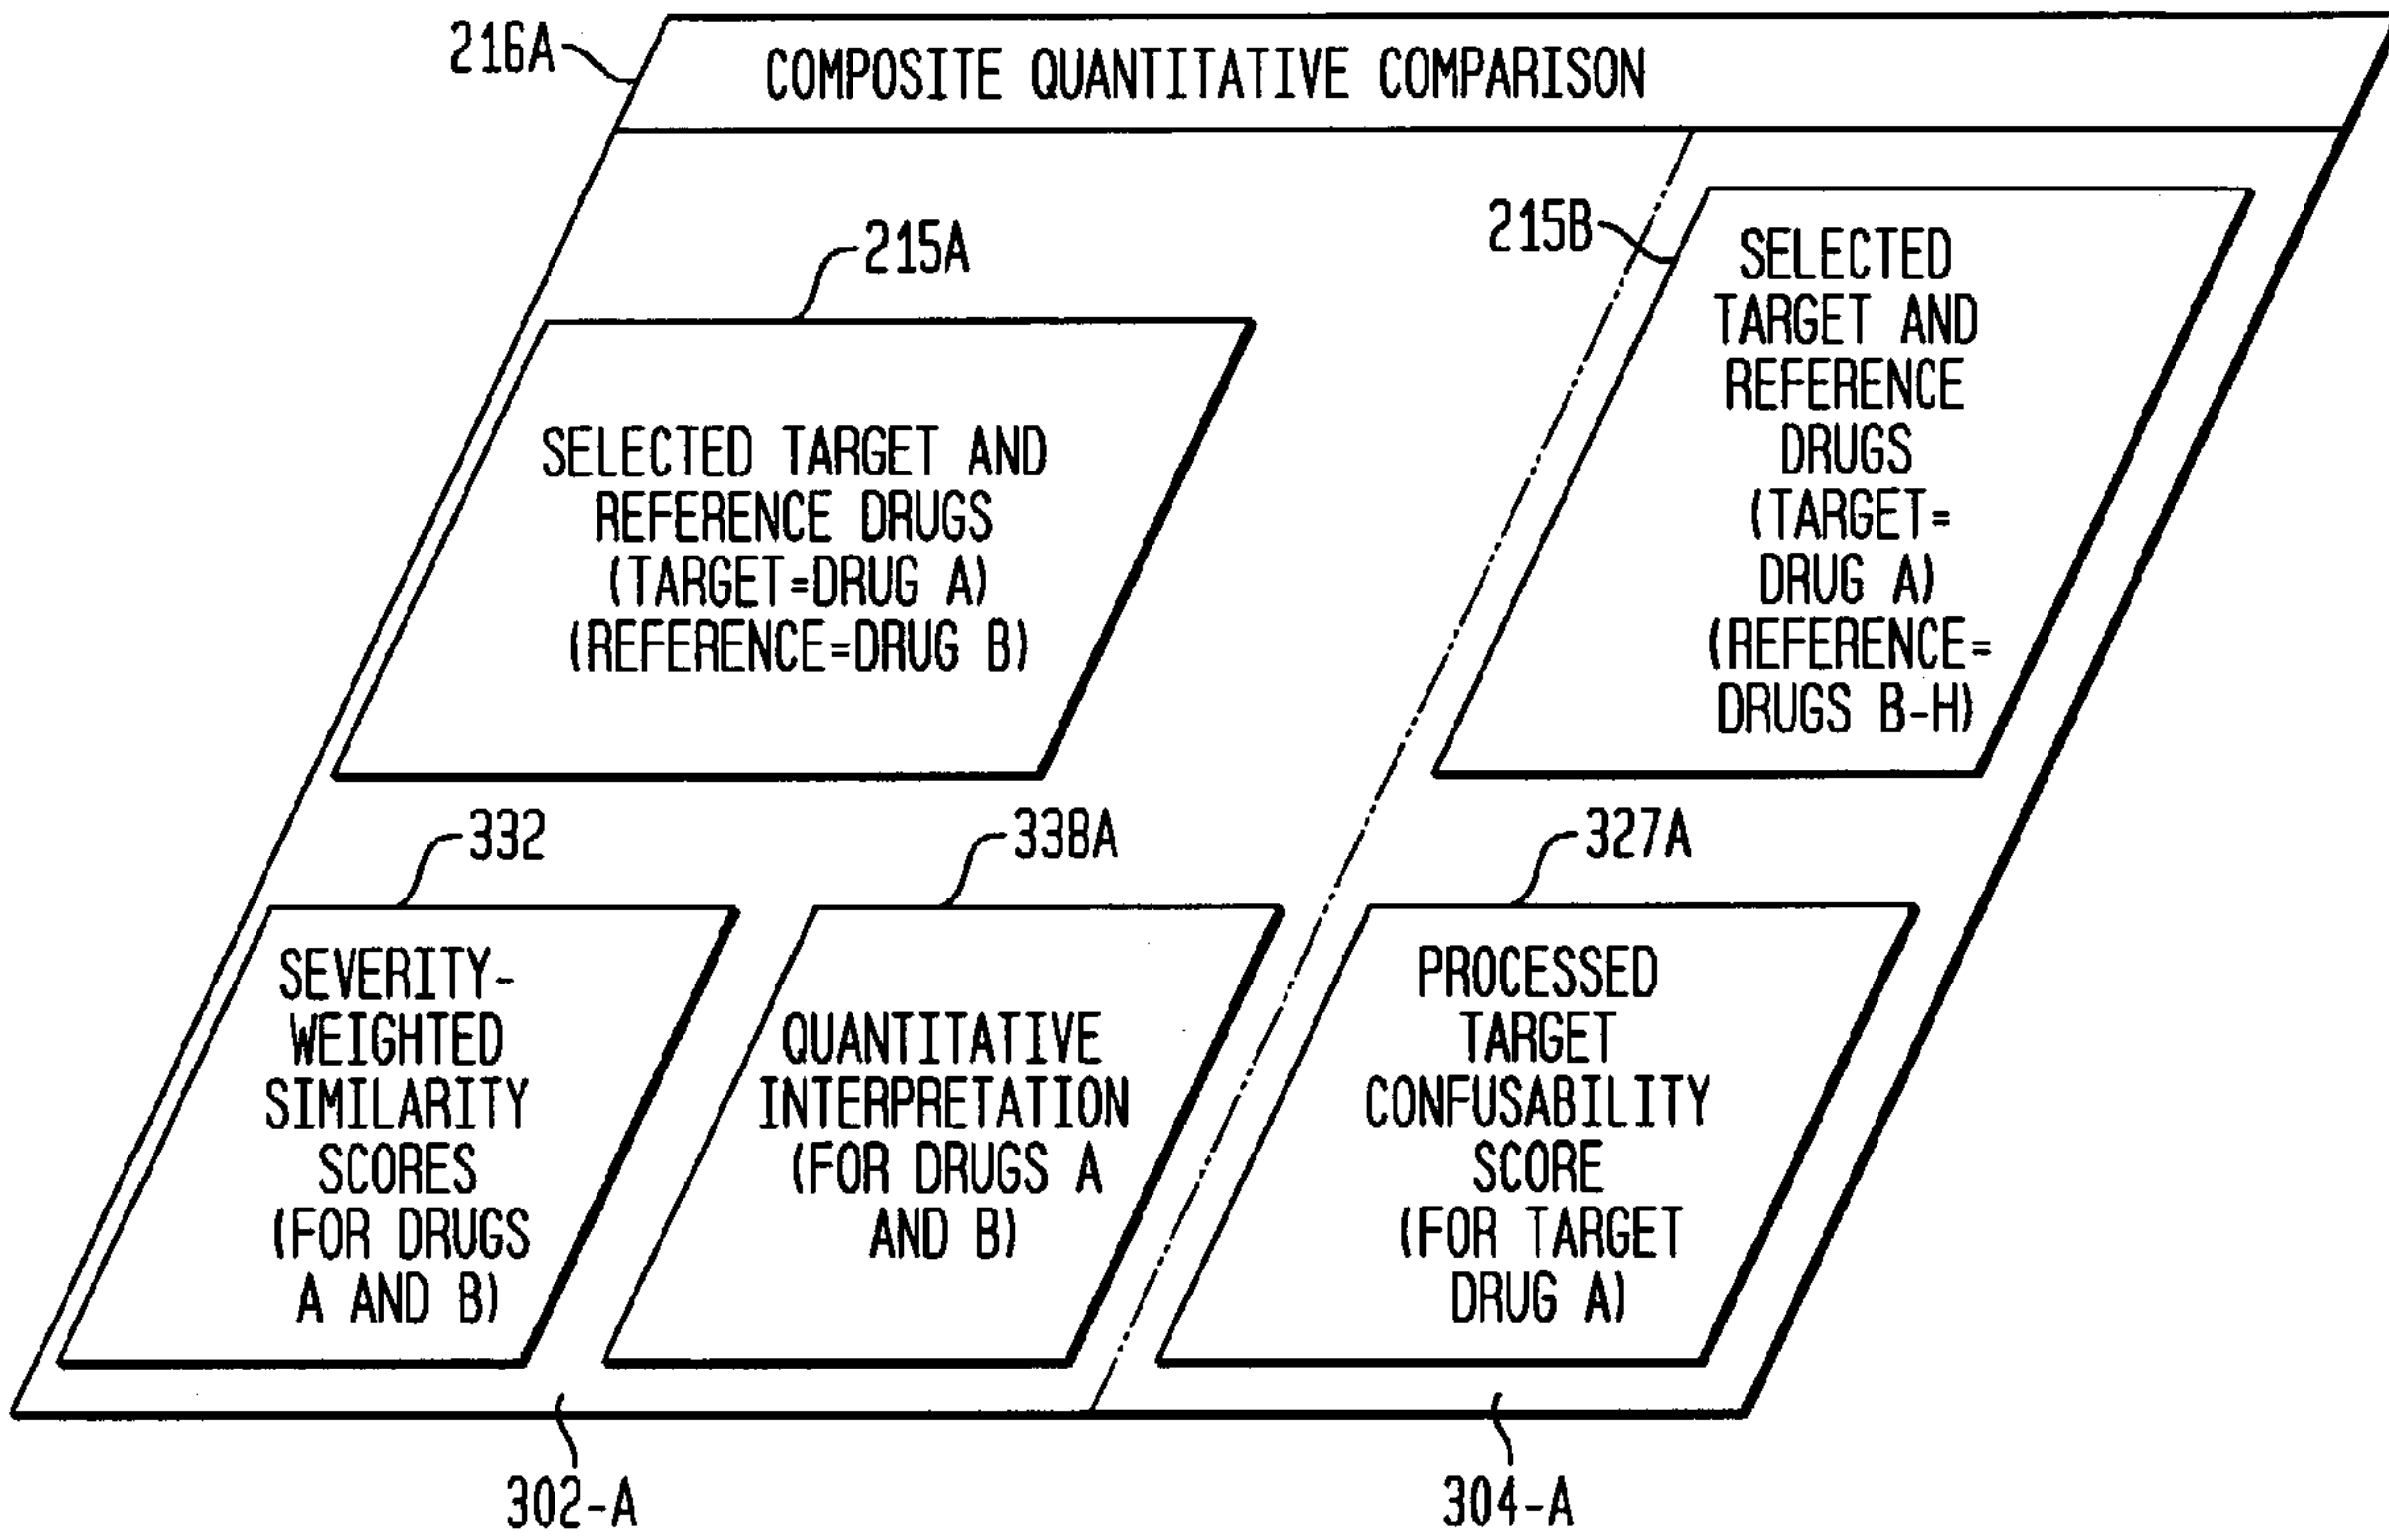 216A
COMPOSITE QUANTITATIVE COMPARISON
215A
SELECTED TARGET AND
REFERENCE DRUGS
(TARGET=DRUG A)
(REFERENCE=DRUG B)
215B
SELECTED
TARGET AND
REFERENCE
DRUGS
(TARGET=
DRUG A)
(REFERENCE=
DRUGS B-H)
332
SEVERITY-
WEIGHTED
SIMILARITY
SCORES
(FOR DRUGS
A AND B)
338A
QUANTITATIVE
INTERPRETATION
(FOR DRUGS A
AND B)
327A
PROCESSED
TARGET
CONFUSABILITY
SCORE
(FOR TARGET
DRUG A)
302-A
304-A